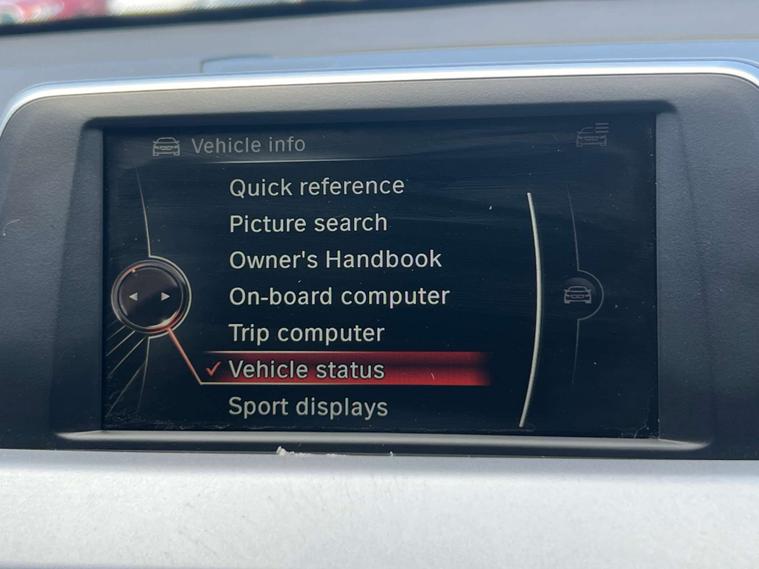 Vehicle info
Quick reference
Picture search
Owner's Handbook
On-board computer
Trip computer
Vehicle status
Sport displays